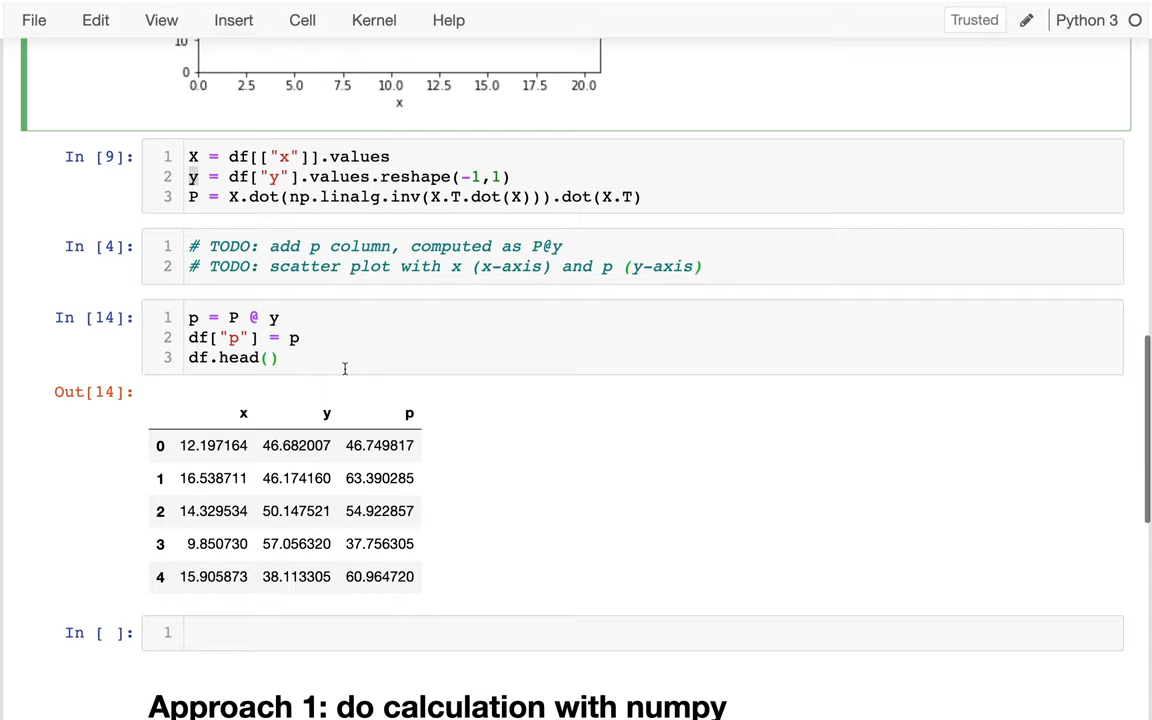 File Edit View Insert Cell Kernel Help Trusted Python 3
10
0
0.0 2.5 5.0 7.5 10.0 12.5 15.0 17.5 20.0
x
In [9]: 1 X = df[["x"]].values
2 y = df["y"].values.reshape(-1,1)
3 P = X.dot(np.linalg.inv(X.T.dot(X))).dot(X.T)
In [4]: 1 # TODO: add p column, computed as P@y
2 # TODO: scatter plot with x (x-axis) and p (y-axis)
In [14]: 1 p = P @ y
2 df["p"] = p
3 df.head()
Out[14]:
x y p
0 12.197164 46.682007 46.749817
1 16.538711 46.174160 63.390285
2 14.329534 50.147521 54.922857
3 9.850730 57.056320 37.756305
4 15.905873 38.113305 60.964720
In [ ]: 1
Approach 1: do calculation with numpy